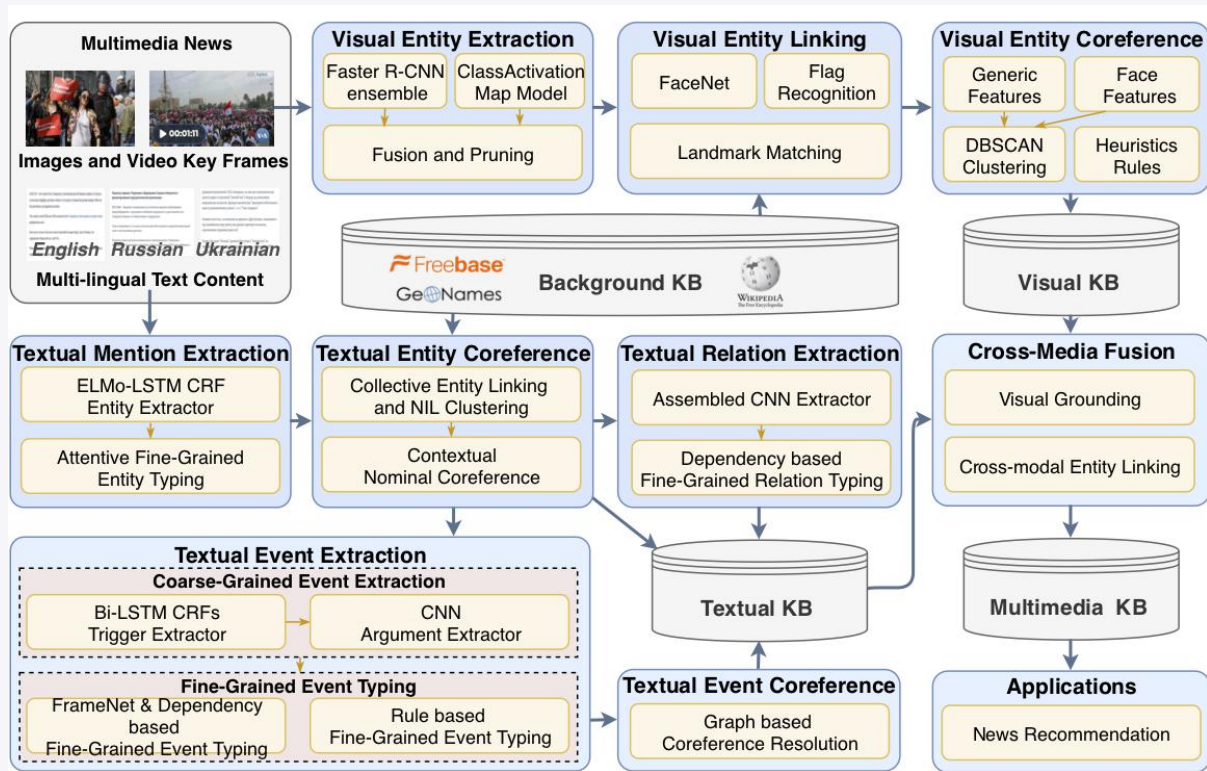 Multimedia News
00:01:11
VOA
Images and Video Key Frames
English Russian Ukrainian
Multi-lingual Text Content
Visual Entity Extraction
Faster R-CNN
ensemble
ClassActivation
Map Model
Fusion and Pruning
Visual Entity Linking
FaceNet
Flag
Recognition
Landmark Matching
Visual Entity Coreference
Generic
Features
Face
Features
DBSCAN
Clustering
Heuristics
Rules
Freebase
GeoNames
Background KB
WIKIPEDIA
The Free Encyclopedia
Visual KB
Textual Mention Extraction
ELMo-LSTM CRF
Entity Extractor
Attentive Fine-Grained
Entity Typing
Textual Entity Coreference
Collective Entity Linking
and NIL Clustering
Contextual
Nominal Coreference
Textual Relation Extraction
Assembled CNN Extractor
Dependency based
Fine-Grained Relation Typing
Cross-Media Fusion
Visual Grounding
Cross-modal Entity Linking
Textual Event Extraction
Coarse-Grained Event Extraction
Bi-LSTM CRFs
Trigger Extractor
CNN
Argument Extractor
Fine-Grained Event Typing
FrameNet & Dependency
based
Fine-Grained Event Typing
Rule based
Fine-Grained Event Typing
Textual KB
Multimedia KB
Textual Event Coreference
Graph based
Coreference Resolution
Applications
News Recommendation